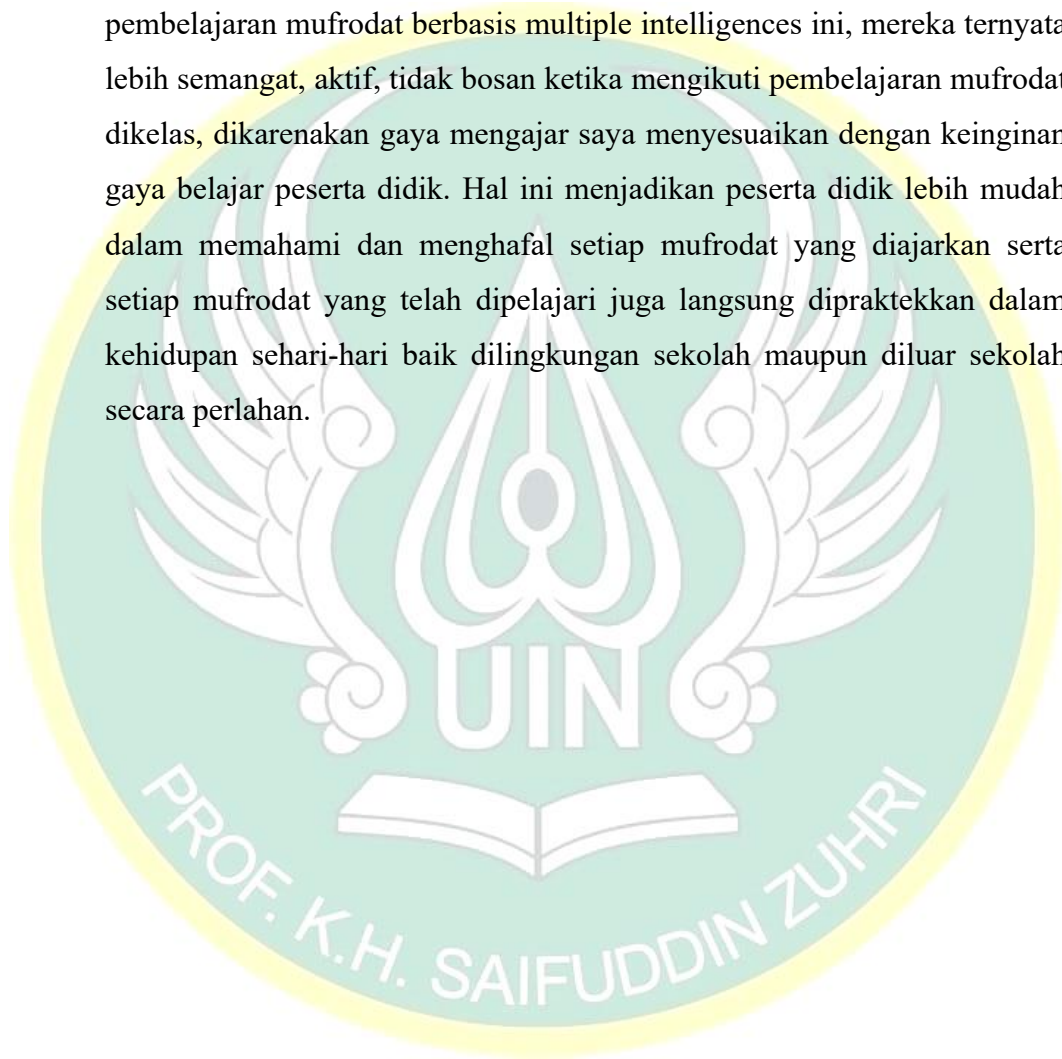 pembelajaran mufrodat berbasis multiple intelligences ini, mereka ternyata
lebih semangat, aktif, tidak bosan ketika mengikuti pembelajaran mufrodat
dikelas, dikarenakan gaya mengajar saya menyesuaikan dengan keinginan
gaya belajar peserta didik. Hal ini menjadikan peserta didik lebih mudah
dalam memahami dan menghafal setiap mufrodat yang diajarkan serta
setiap mufrodat yang telah dipelajari juga langsung dipraktekkan dalam
kehidupan sehari-hari baik dilingkungan sekolah maupun diluar sekolah
secara perlahan.
UIN
PROF. K.H. SAIFUDDIN ZUHRI